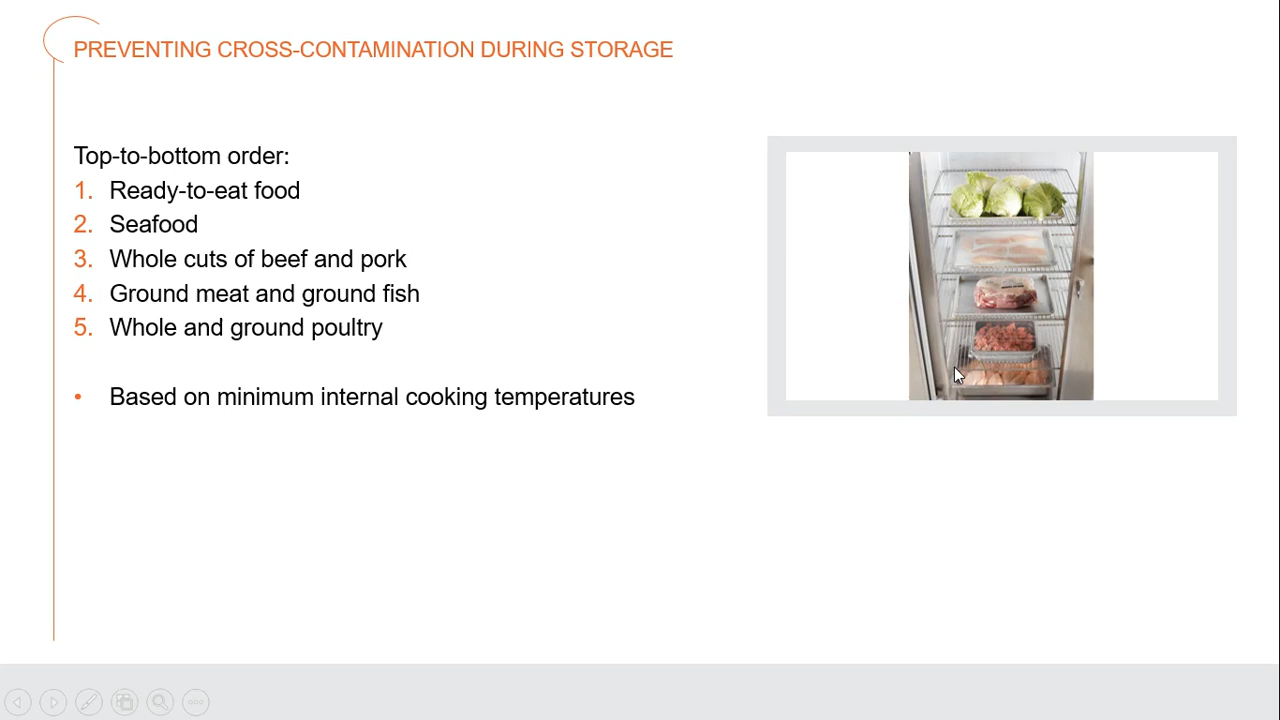 PREVENTING CROSS-CONTAMINATION DURING STORAGE
Top-to-bottom order:
1. Ready-to-eat food
2. Seafood
3. Whole cuts of beef and pork
4. Ground meat and ground fish
5. Whole and ground poultry
• Based on minimum internal cooking temperatures